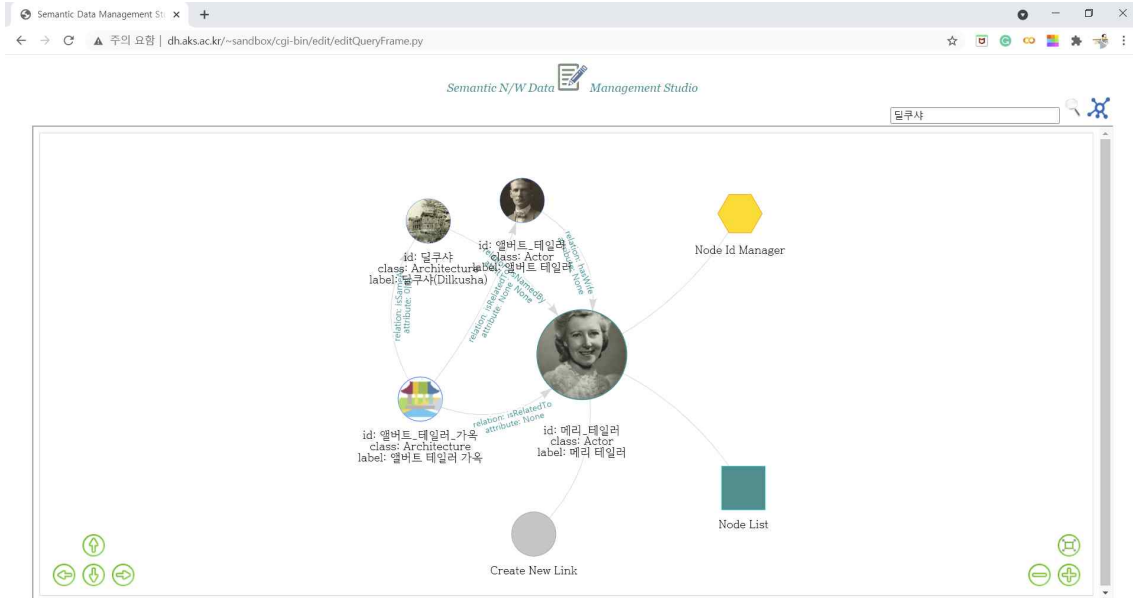 Semantic Data Management St
주의 요함
dh.aks.ac.kr/~sandbox/cgi-bin/edit/editQueryFrame.py
Semantic N/W Data Management Studio
딜쿠샤
id: 앨버트_테일러
class: Actor
label: 앨버트 테일러
id: 딜쿠샤
class: Architecture
label: 딜쿠샤(Dilkusha)
relation: hasWife
attribute: None
Node Id Manager
NamedBy
None
relation: isRelatedT
attribute: None
relation: isSameAs
attribute:
relation: isRelatedTo
attribute: None
id: 앨버트_테일러_가옥
class: Architecture
label: 앨버트 테일러 가옥
id: 메리_테일러
class: Actor
label: 메리 테일러
Node List
Create New Link